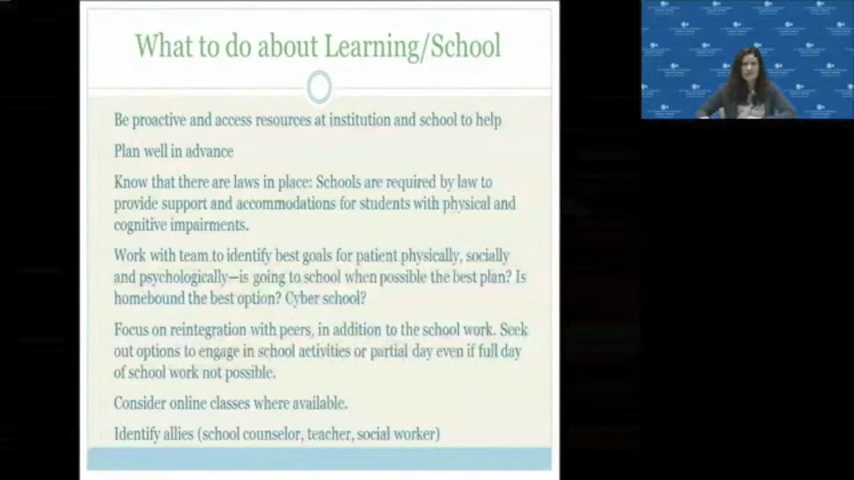 What to do about Learning/School
Be proactive and access resources at institution and school to help
Plan well in advance
Know that there are laws in place: Schools are required by law to
provide support and accommodations for students with physical and
cognitive impairments.
Work with team to identify best goals for patient physically, socially
and psychologically—is going to school when possible the best plan? Is
homebound the best option? Cyber school?
Focus on reintegration with peers, in addition to the school work. Seek
out options to engage in school activities or partial day even if full day
of school work not possible.
Consider online classes where available.
Identify allies (school counselor, teacher, social worker)